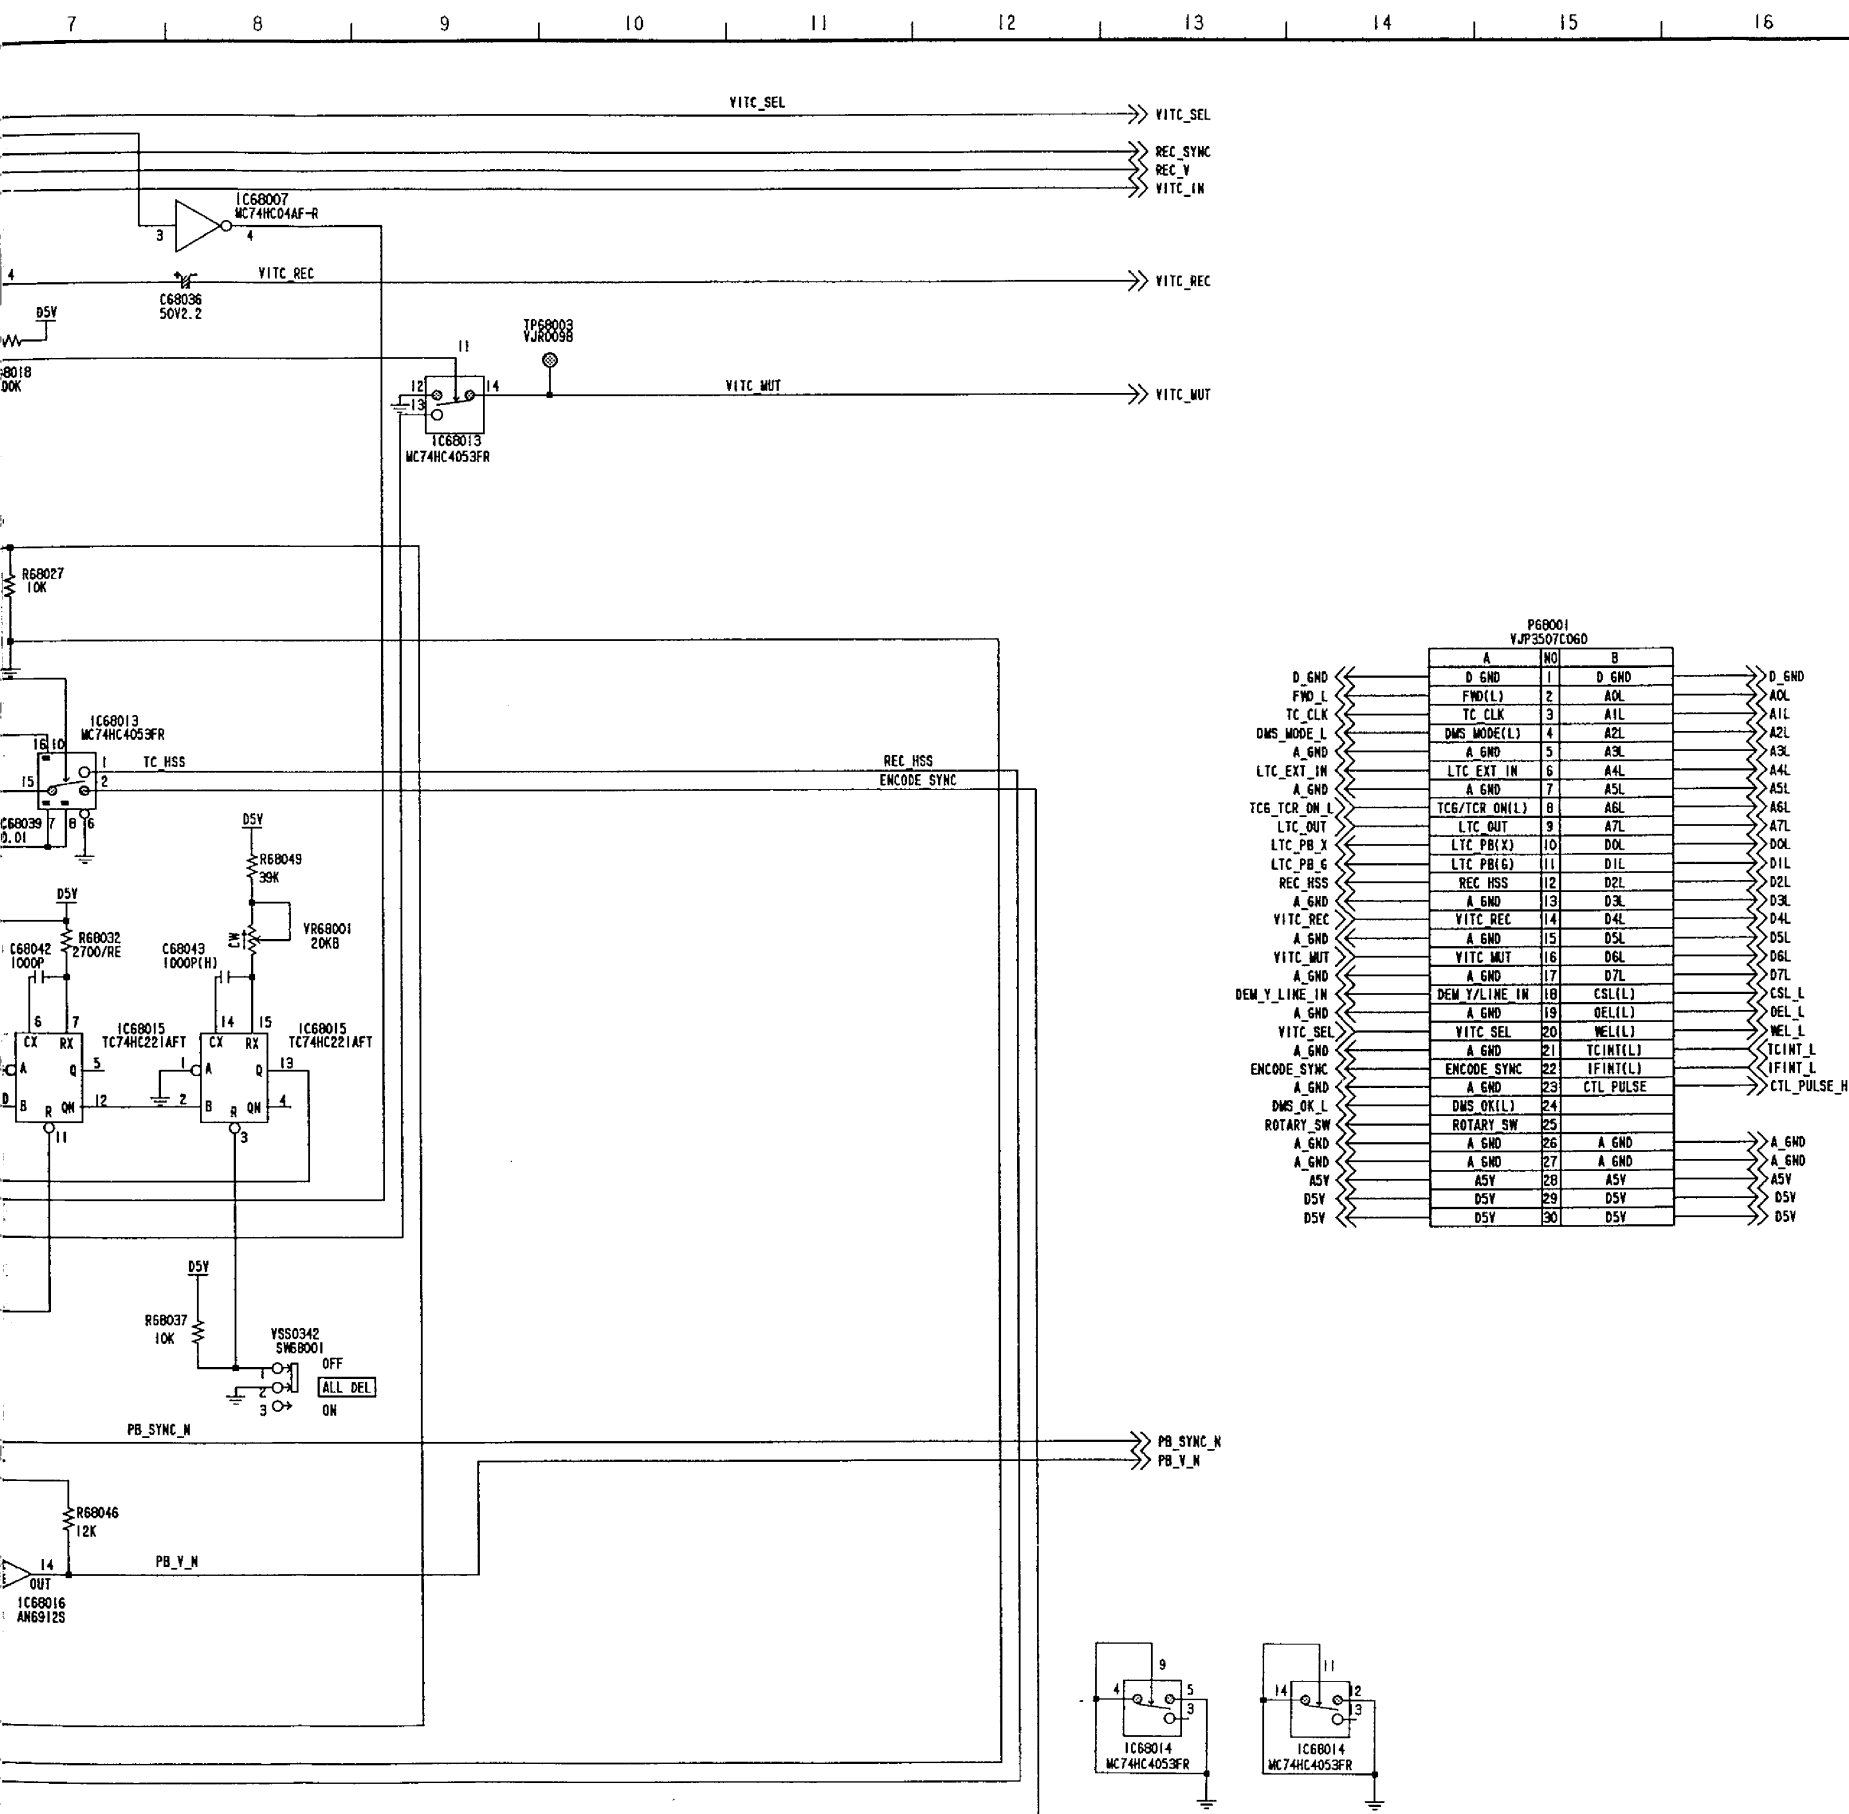 7 8 9 10 11 12 13 14 15 16
VITC_SEL
VITC_SEL
REC_SYNC
REC_V
VITC_IN
IC68007
MC74HC04AF-R
3 4
4
VITC_REC
VITC_REC
C68036
50V2.2
D5V
8018
00K
TP68003
VJR0098
11
12 14
13
VITC_MUT
VITC_MUT
IC68013
MC74HC4053FR
R68027
10K
IC68013
MC74HC4053FR
16 10
1
2
15
7 8 6
TC_HSS
REC_HSS
ENCODE_SYNC
C68039
0.01
D5V
R68049
39K
VR68001
20KB
CW
D5V
R68032
2700/RE
C68042
1000P
C68043
1000P(H)
6 7
14 15
IC68015
TC74HC221AFT
IC68015
TC74HC221AFT
CX RX
A Q
B R QN
5
12
11
CX RX
A Q
B R QN
1
2
13
4
3
D5V
R68037
10K
VSS0342
SW68001
1 OFF
2 ALL DEL
3 ON
PB_SYNC_N
PB_SYNC_N
PB_V_N
R68046
12K
PB_V_N
14
OUT
IC68016
AN6912S
P68001
VJP3507C060
A NO B
D_GND D_GND 1 D_GND D_GND
FWD_L FWD(L) 2 A0L A0L
TC_CLK TC_CLK 3 A1L A1L
DMS_MODE_L DMS_MODE(L) 4 A2L A2L
A_GND A_GND 5 A3L A3L
LTC_EXT_IN LTC_EXT_IN 6 A4L A4L
A_GND A_GND 7 A5L A5L
TCG_TCR_ON_L TCG/TCR_ON(L) 8 A6L A6L
LTC_OUT LTC_OUT 9 A7L A7L
LTC_PB_X LTC_PB(X) 10 D0L D0L
LTC_PB_G LTC_PB(G) 11 D1L D1L
REC_HSS REC_HSS 12 D2L D2L
A_GND A_GND 13 D3L D3L
VITC_REC VITC_REC 14 D4L D4L
A_GND A_GND 15 D5L D5L
VITC_MUT VITC_MUT 16 D6L D6L
A_GND A_GND 17 D7L D7L
DEM_Y_LINE_IN DEM_Y/LINE_IN 18 CSL(L) CSL_L
A_GND A_GND 19 OEL(L) OEL_L
VITC_SEL VITC_SEL 20 WEL(L) WEL_L
A_GND A_GND 21 TCINT(L) TCINT_L
ENCODE_SYNC ENCODE_SYNC 22 IFINT(L) IFINT_L
A_GND A_GND 23 CTL_PULSE CTL_PULSE_H
DMS_OK_L DMS_OK(L) 24
ROTARY_SW ROTARY_SW 25
A_GND A_GND 26 A_GND A_GND
A_GND A_GND 27 A_GND A_GND
A5V A5V 28 A5V A5V
D5V D5V 29 D5V D5V
D5V D5V 30 D5V D5V
9
4 5
3
IC68014
MC74HC4053FR
11
14 12
13
IC68014
MC74HC4053FR